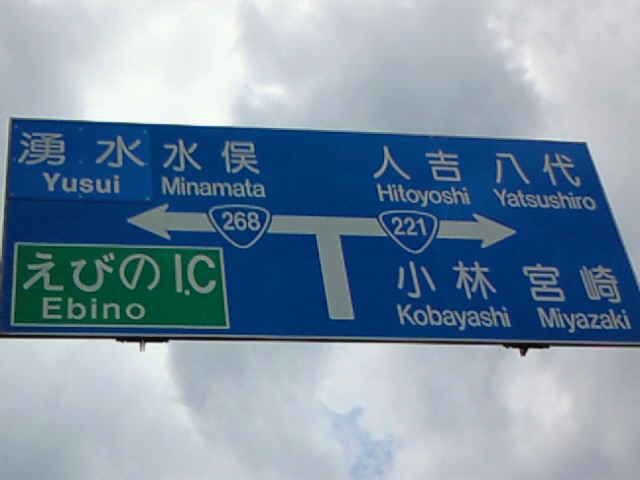 湧水 水俣 人吉 八代
Yusui Minamata Hitoyoshi Yatsushiro
268 221
えびの I.C 小林 宮崎
Ebino Kobayashi Miyazaki